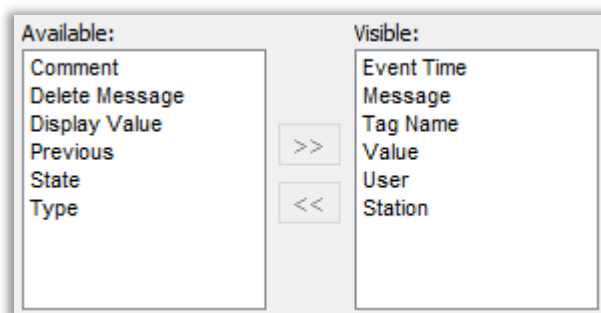 Available:
Comment
Delete Message
Display Value
Previous
State
Type
>>
<<
Visible:
Event Time
Message
Tag Name
Value
User
Station